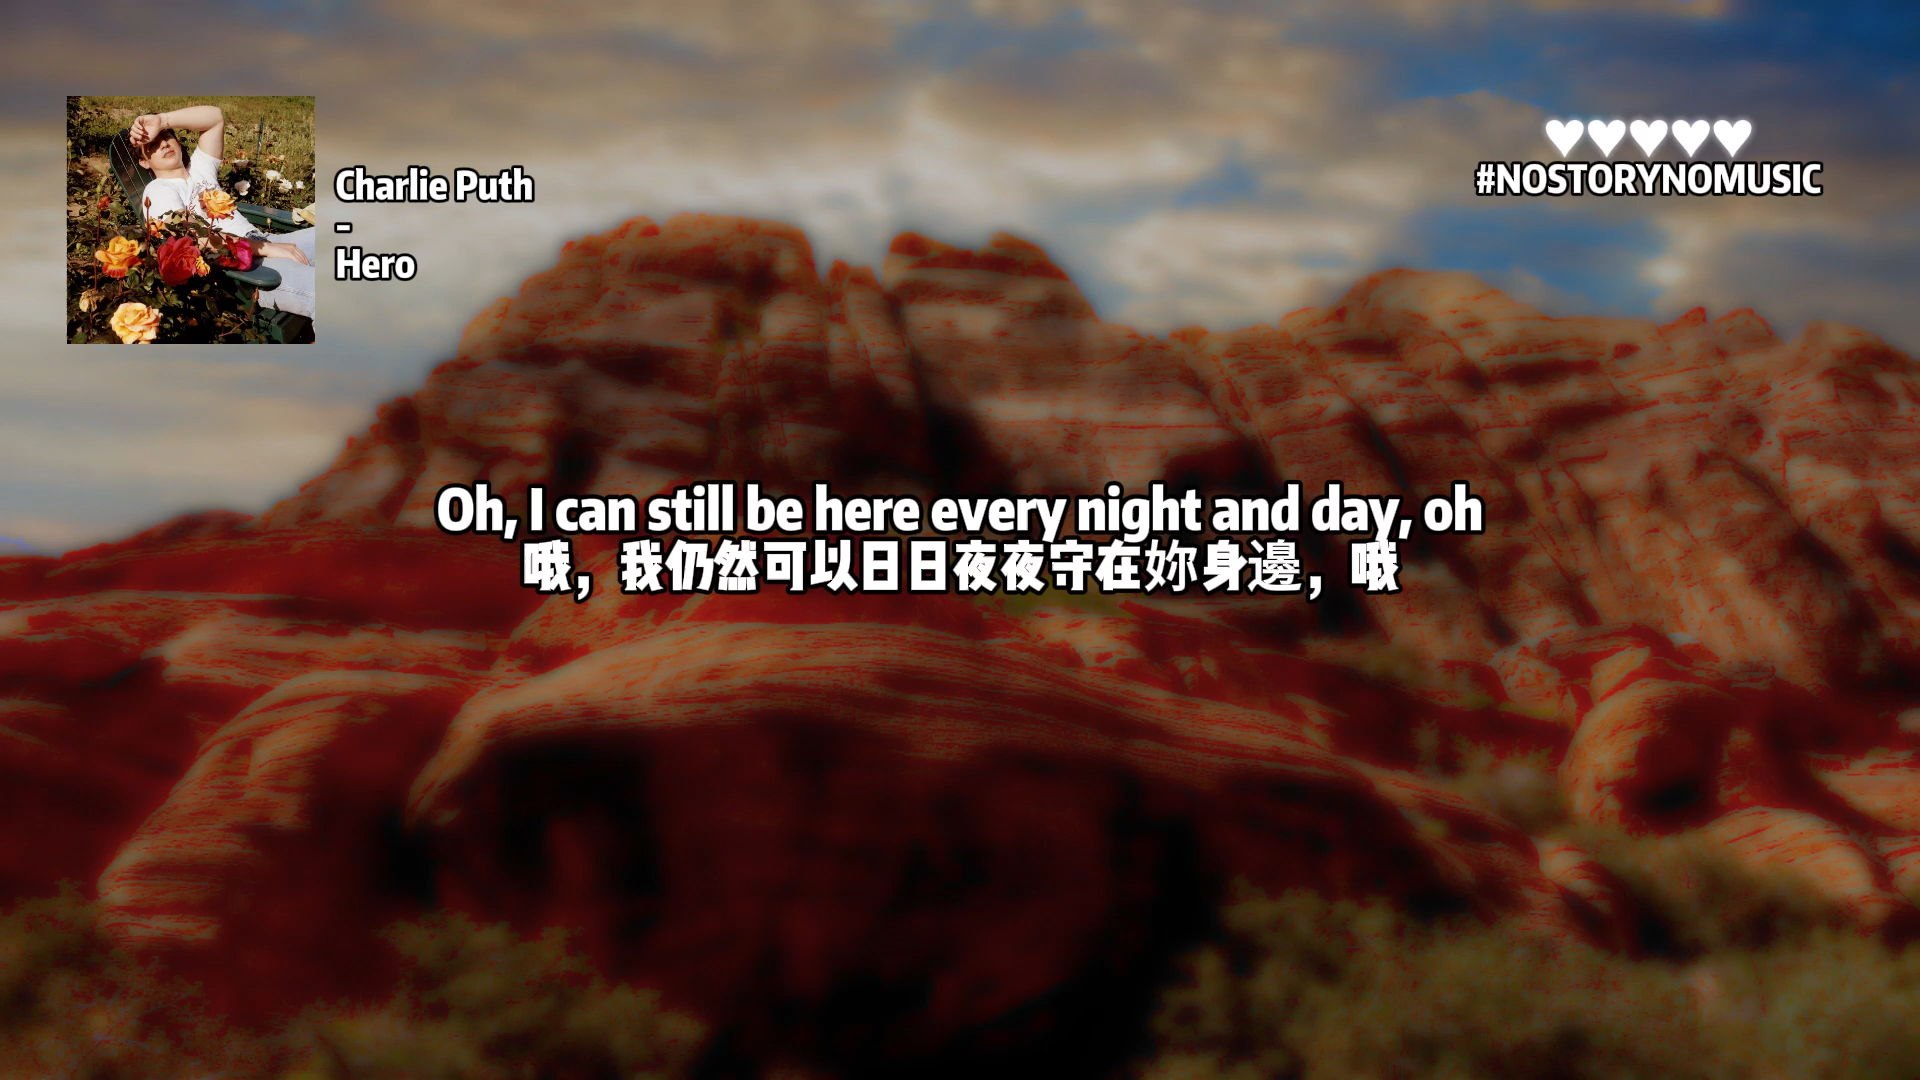 Charlie Puth
-
Hero
♥♥♥♥♥
#NOSTORYNOMUSIC
Oh, I can still be here every night and day, oh
哦，我仍然可以日日夜夜守在妳身邊，哦